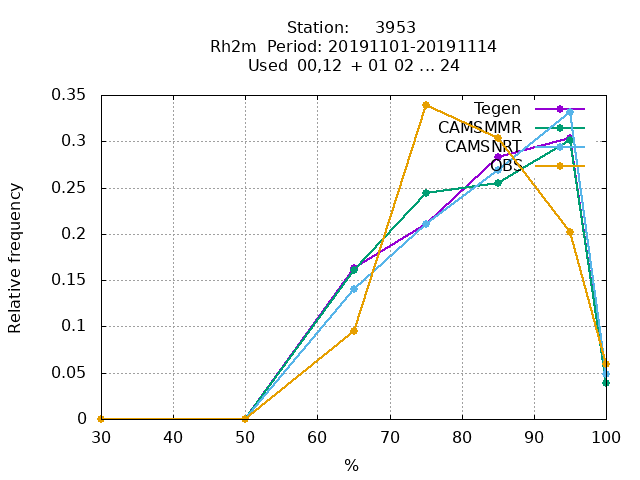 Station:     3953
Rh2m  Period: 20191101-20191114
Used  00,12  + 01 02 ... 24
Relative frequency
0.35
0.3
0.25
0.2
0.15
0.1
0.05
0
Tegen
CAMSMMR
CAMSNRT
OBS
30 40 50 60 70 80 90 100
%